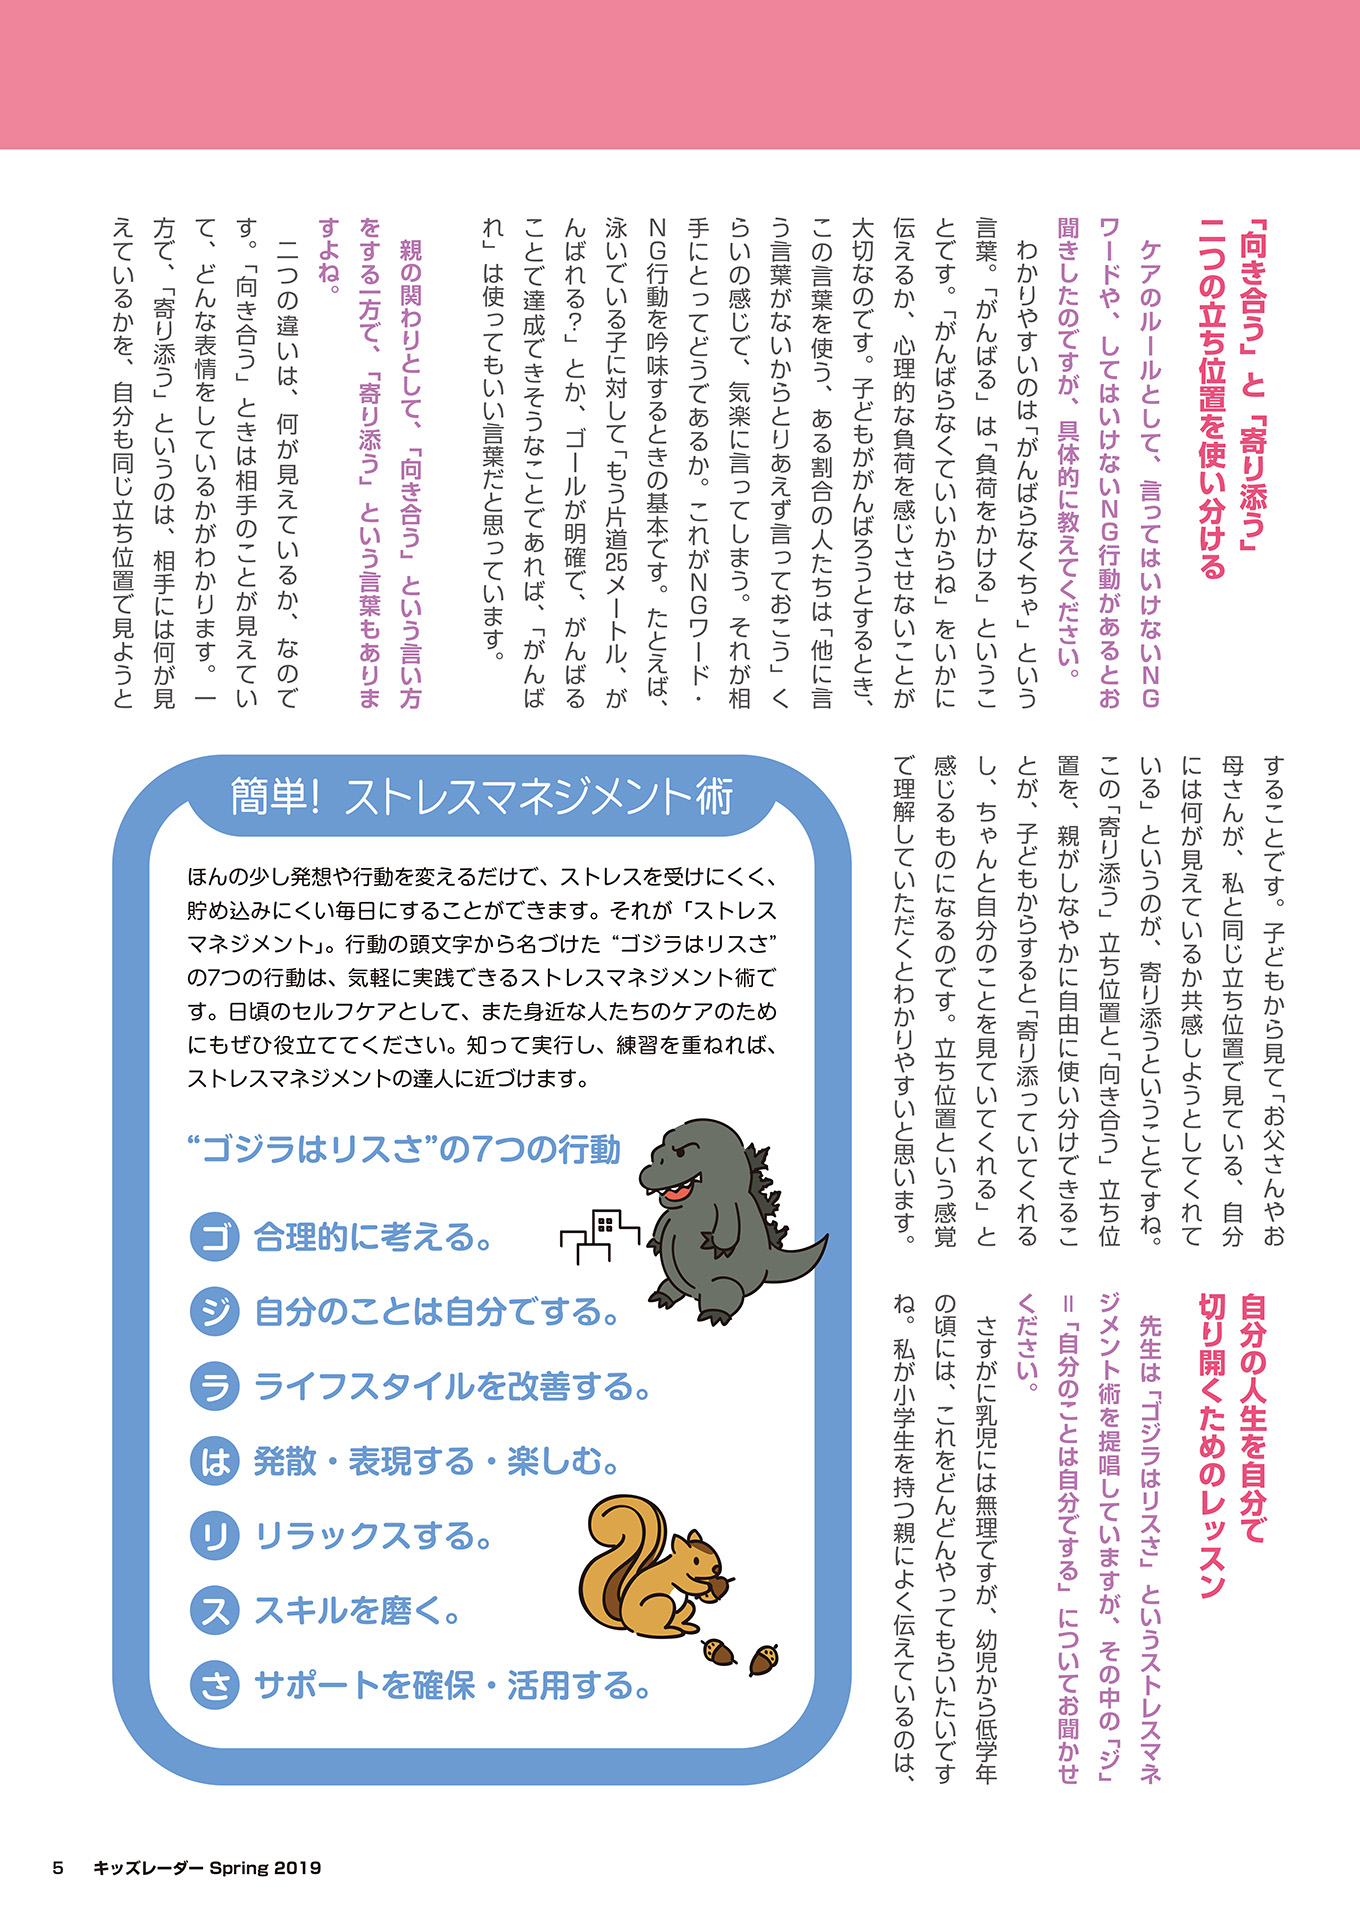 「向き合う」と「寄り添う」
二つの立ち位置を使い分ける
ケアのルールとして、言ってはいけないNG
ワードや、してはいけないNG行動があるとお
聞きしたのですが、具体的に教えてください。
わかりやすいのは「がんばらなくちゃ」という
言葉。「がんばる」は「負荷をかける」というこ
とです。「がんばらなくていいからね」をいかに
伝えるか、心理的な負荷を感じさせないことが
大切なのです。子どもががんばろうとするとき、
この言葉を使う、ある割合の人たちは「他に言
う言葉がないからとりあえず言っておこう」く
らいの感じで、気楽に言ってしまう。それが相
手にとってどうであるか。これがNGワード・
NG行動を吟味するときの基本です。たとえば、
泳いでいる子に対して「もう片道25メートル、が
んばれる？」とか、ゴールが明確で、がんばる
ことで達成できそうなことであれば、「がんば
れ」は使ってもいい言葉だと思っています。
親の関わりとして、「向き合う」という言い方
をする一方で、「寄り添う」という言葉もありま
すよね。
二つの違いは、何が見えているか、なので
す。「向き合う」ときは相手のことが見えてい
て、どんな表情をしているかがわかります。一
方で、「寄り添う」というのは、相手には何が見
えているかを、自分も同じ立ち位置で見ようと
することです。子どもから見て「お父さんやお
母さんが、私と同じ立ち位置で見ている、自分
には何が見えているか共感しようとしてくれて
いる」というのが、寄り添うということですね。
この「寄り添う」立ち位置と「向き合う」立ち位
置を、親がしなやかに自由に使い分けできるこ
とが、子どもからすると「寄り添っていてくれる
し、ちゃんと自分のことを見ていてくれる」と
感じるものになるのです。立ち位置という感覚
で理解していただくとわかりやすいと思います。
自分の人生を自分で
切り開くためのレッスン
先生は「ゴジラはリスさ」というストレスマネ
ジメント術を提唱していますが、その中の「ジ」
＝「自分のことは自分でする」についてお聞かせ
ください。
さすがに乳児には無理ですが、幼児から低学年
の頃には、これをどんどんやってもらいたいです
ね。私が小学生を持つ親によく伝えているのは、
簡単！ストレスマネジメント術
ほんの少し発想や行動を変えるだけで、ストレスを受けにくく、
貯め込みにくい毎日にすることができます。それが「ストレス
マネジメント」。行動の頭文字から名づけた“ゴジラはリスさ”
の7つの行動は、気軽に実践できるストレスマネジメント術で
す。日頃のセルフケアとして、また身近な人たちのケアのため
にもぜひ役立ててください。知って実行し、練習を重ねれば、
ストレスマネジメントの達人に近づけます。
“ゴジラはリスさ”の7つの行動
ゴ 合理的に考える。
ジ 自分のことは自分でする。
ラ ライフスタイルを改善する。
は 発散・表現する・楽しむ。
リ リラックスする。
ス スキルを磨く。
さ サポートを確保・活用する。
5 キッズレーダー Spring 2019